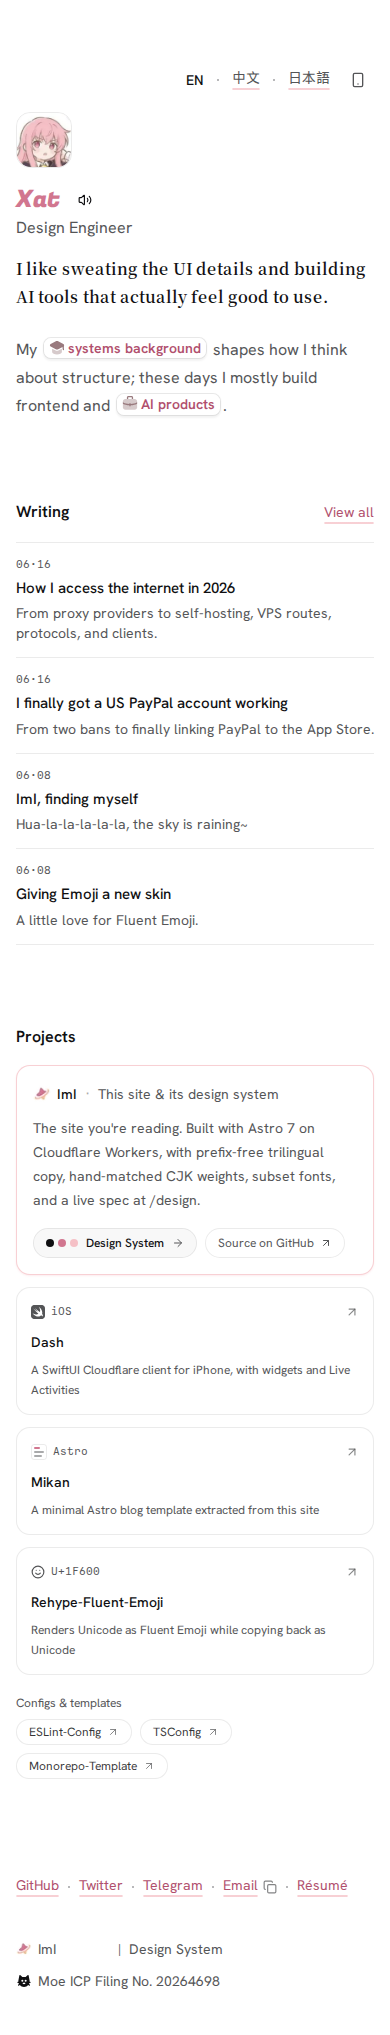 EN · 中文 · 日本語
Xat
Design Engineer
I like sweating the UI details and building
AI tools that actually feel good to use.
My systems background shapes how I think
about structure; these days I mostly build
frontend and AI products .
Writing View all
06·16
How I access the internet in 2026
From proxy providers to self-hosting, VPS routes,
protocols, and clients.
06·16
I finally got a US PayPal account working
From two bans to finally linking PayPal to the App Store.
06·08
ImI, finding myself
Hua-la-la-la-la-la, the sky is raining~
06·08
Giving Emoji a new skin
A little love for Fluent Emoji.
Projects
ImI · This site & its design system
The site you're reading. Built with Astro 7 on
Cloudflare Workers, with prefix-free trilingual
copy, hand-matched CJK weights, subset fonts,
and a live spec at /design.
Design System → Source on GitHub ↗
iOS ↗
Dash
A SwiftUI Cloudflare client for iPhone, with widgets and Live
Activities
Astro ↗
Mikan
A minimal Astro blog template extracted from this site
U+1F600 ↗
Rehype-Fluent-Emoji
Renders Unicode as Fluent Emoji while copying back as
Unicode
Configs & templates
ESLint-Config ↗ TSConfig ↗
Monorepo-Template ↗
GitHub · Twitter · Telegram · Email · Résumé
ImI | Design System
Moe ICP Filing No. 20264698